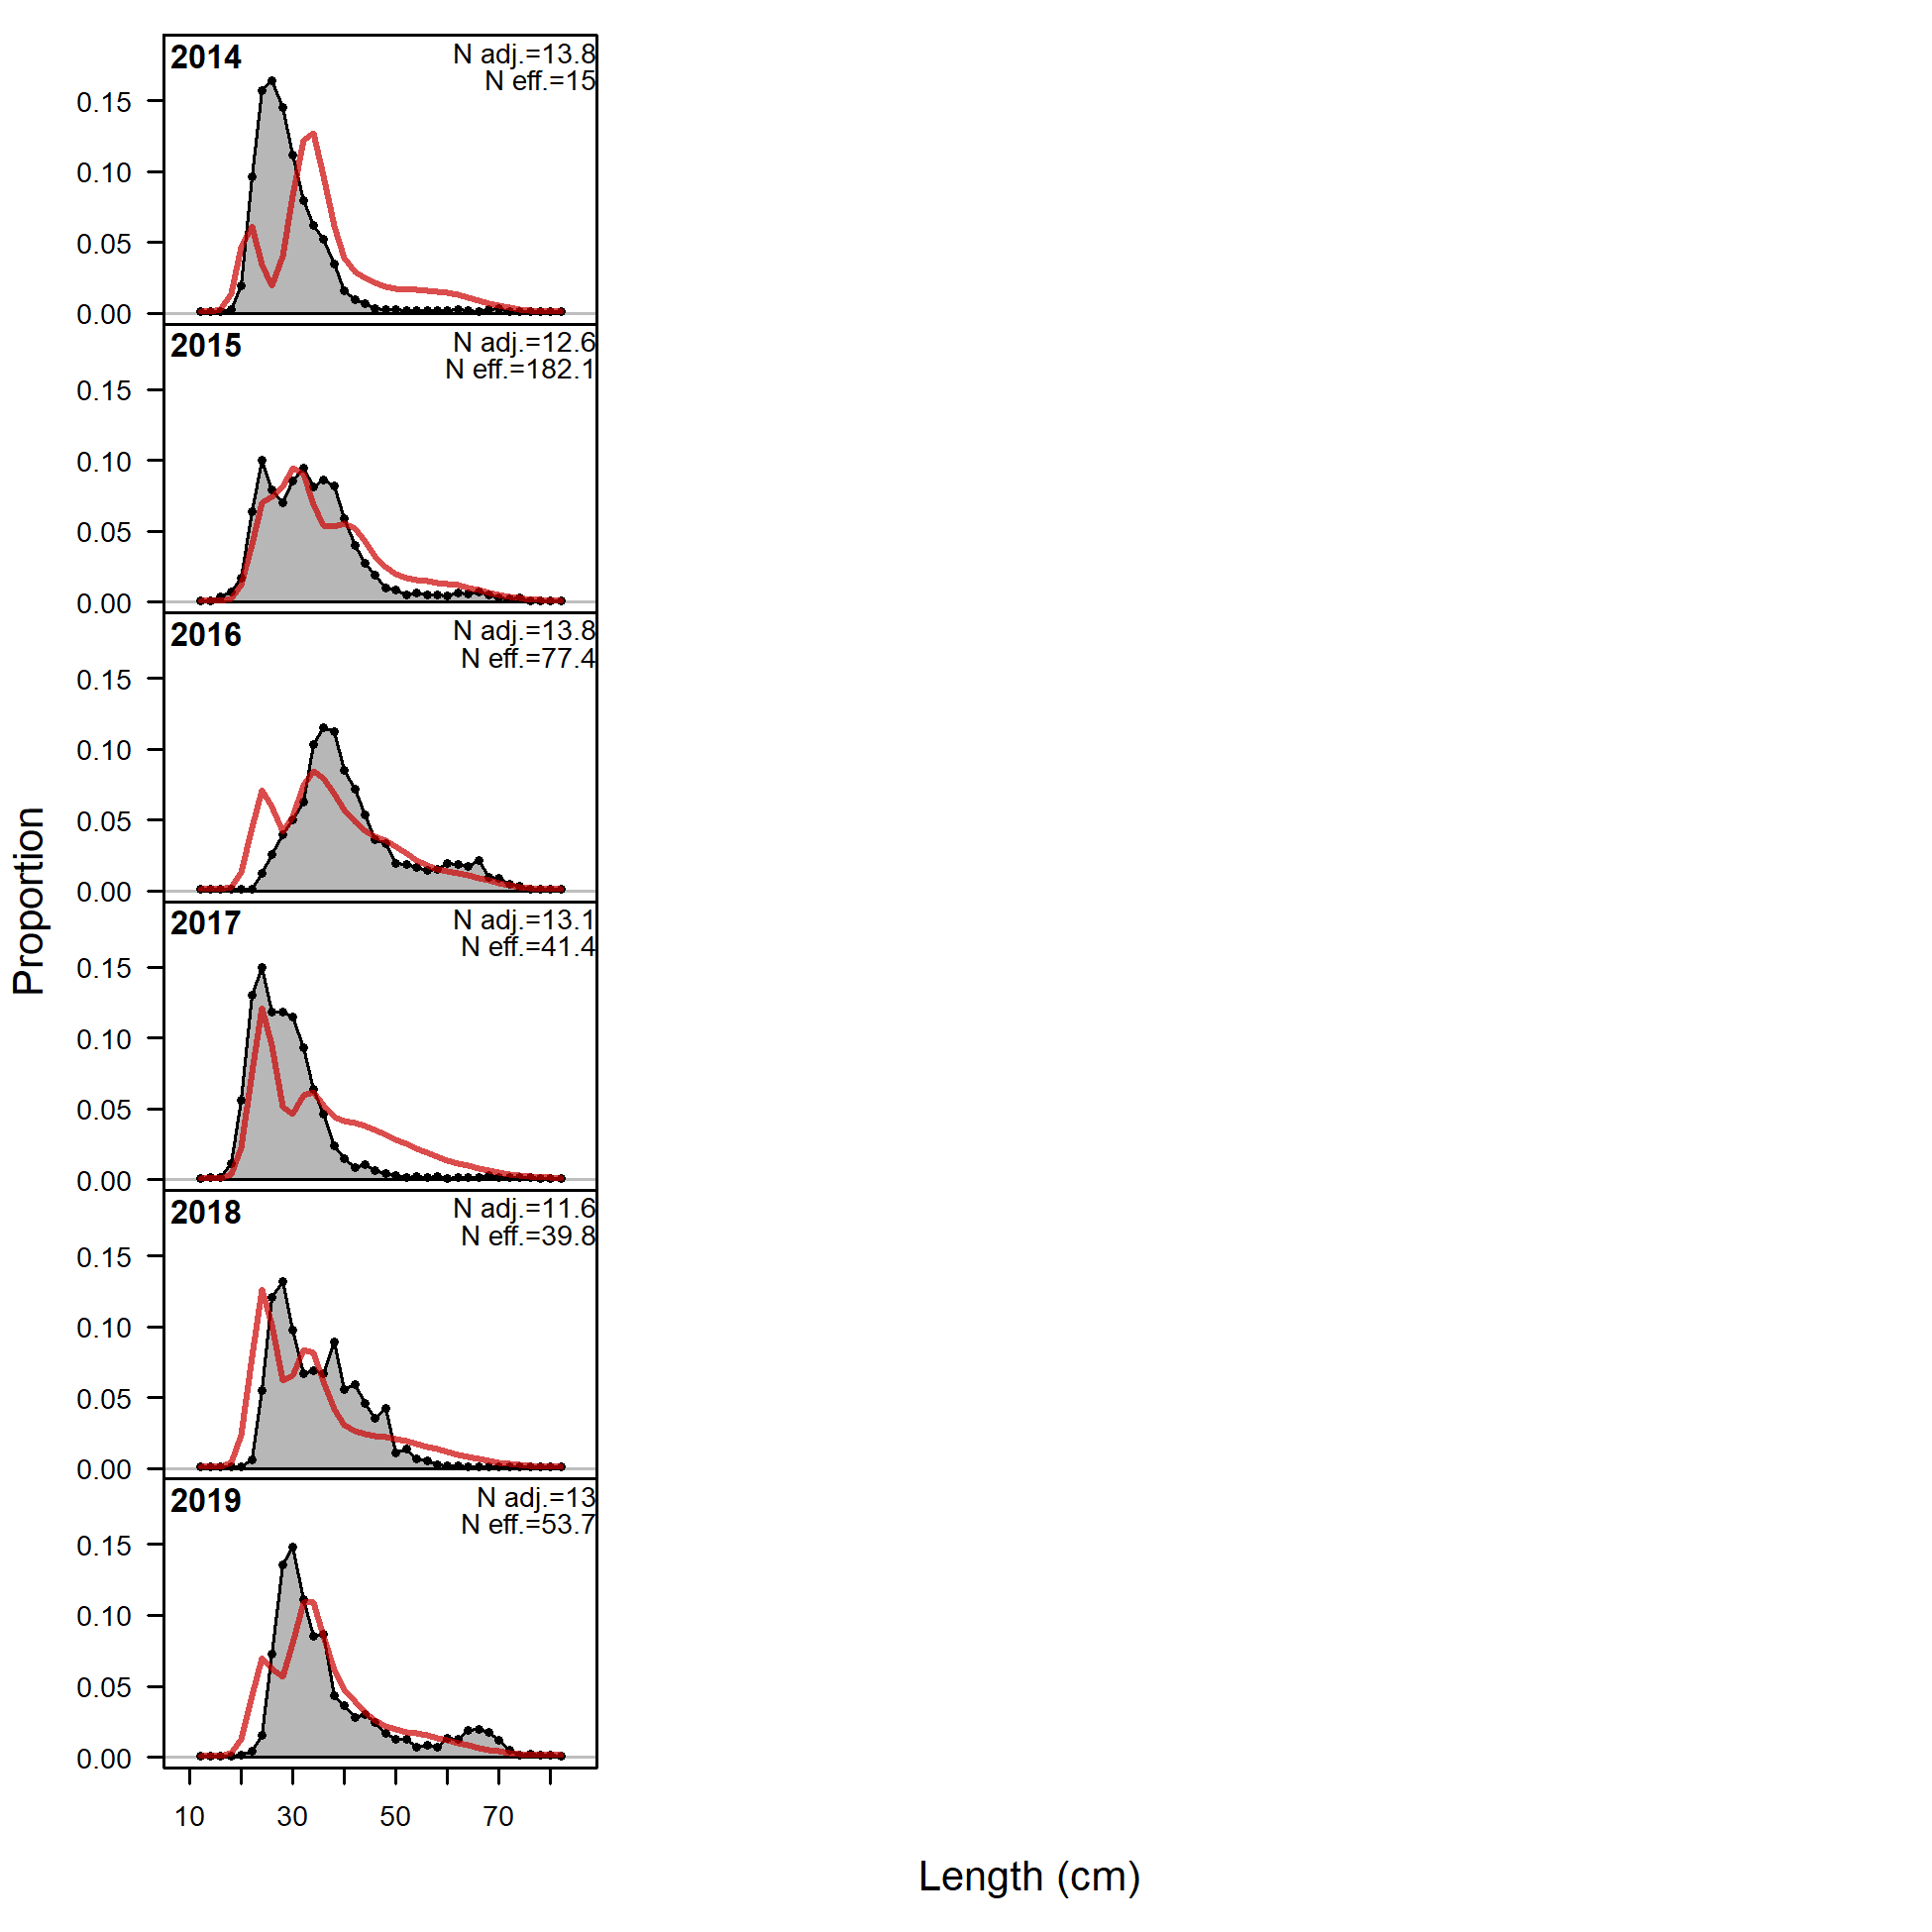 2014
N adj.=13.8
N eff.=15
0.15
0.10
0.05
0.00
2015
N adj.=12.6
N eff.=182.1
0.15
0.10
0.05
0.00
2016
N adj.=13.8
N eff.=77.4
0.15
0.10
0.05
0.00
2017
N adj.=13.1
N eff.=41.4
0.15
0.10
0.05
0.00
2018
N adj.=11.6
N eff.=39.8
0.15
0.10
0.05
0.00
2019
N adj.=13
N eff.=53.7
0.15
0.10
0.05
0.00
10 30 50 70
Proportion
Length (cm)